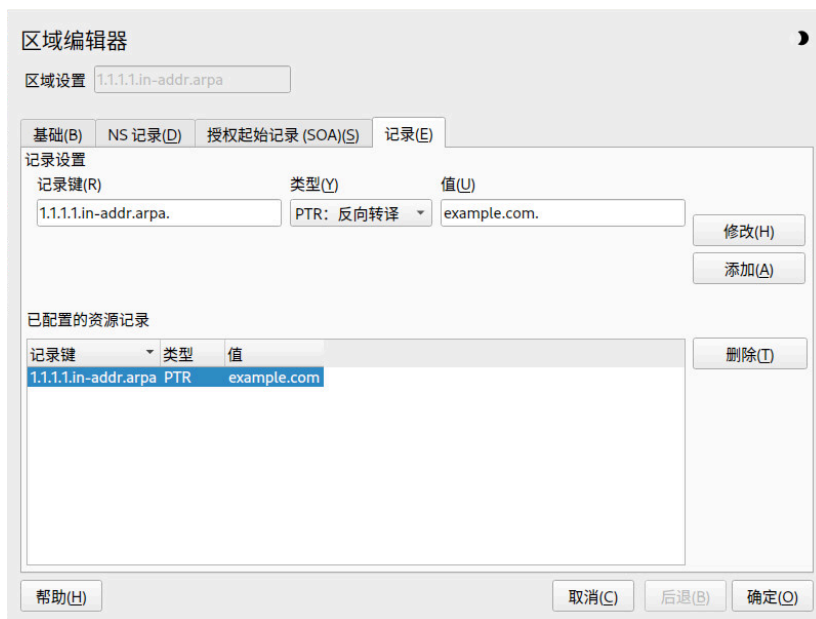 区域编辑器
区域设置 1.1.1.1.in-addr.arpa
基础(B) NS 记录(D) 授权起始记录 (SOA)(S) 记录(E)
记录设置
记录键(R) 类型(Y) 值(U)
1.1.1.1.in-addr.arpa. PTR：反向转译 example.com.
修改(H)
添加(A)
已配置的资源记录
记录键 类型 值
删除(T)
1.1.1.1.in-addr.arpa PTR example.com
帮助(H) 取消(C) 后退(B) 确定(O)